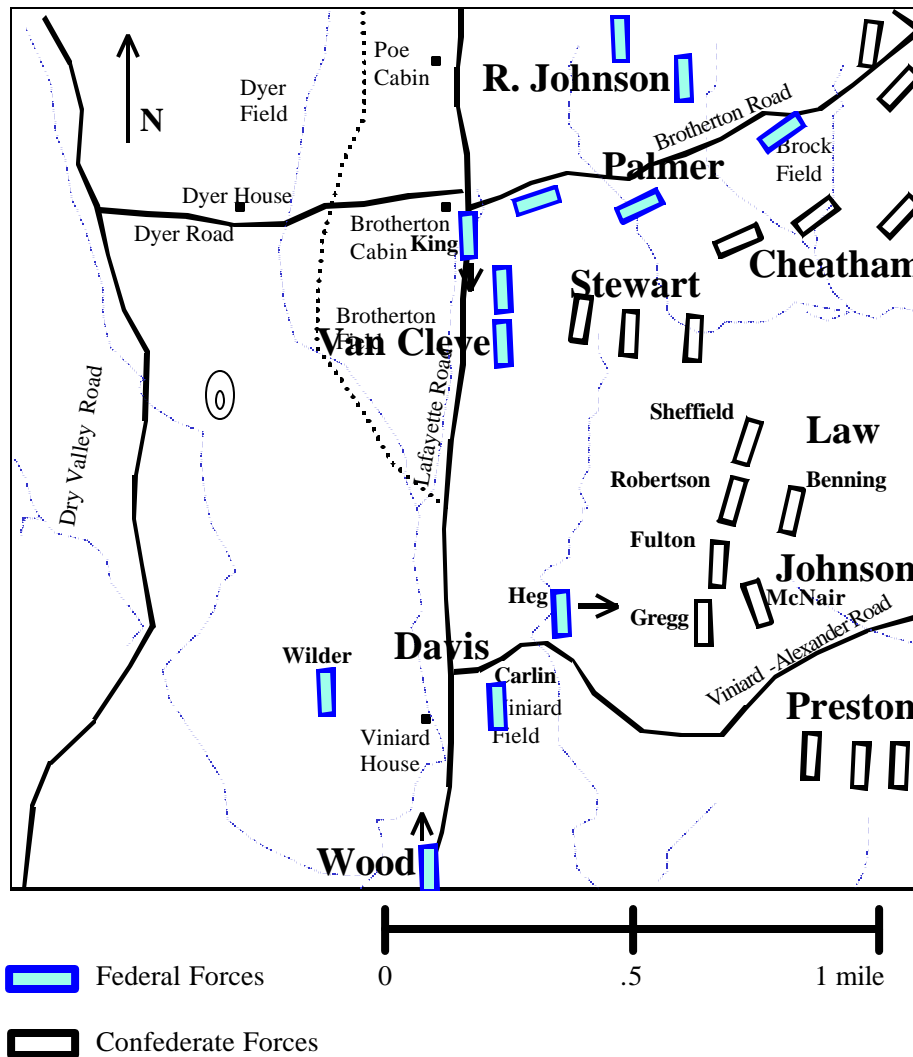 Poe
Cabin
R. Johnson
Dyer
Field
N
Brotherton Road
Brock
Field
Palmer
Dyer House
Dyer Road
Brotherton
Cabin
King
Cheatham
Stewart
Brotherton
Field
Van Cleve
Lafayette Road
Dry Valley Road
Sheffield
Law
Robertson
Benning
Fulton
Johnson
McNair
Heg
Gregg
Viniard -Alexander Road
Davis
Wilder
Carlin
Viniard
Field
Viniard
House
Preston
Wood
0
.5
1 mile
Federal Forces
Confederate Forces